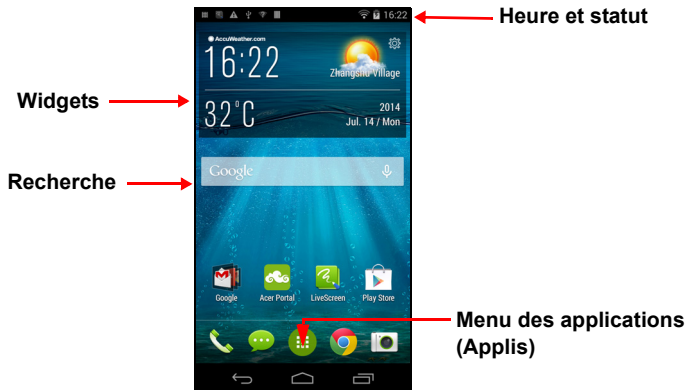 16:22
Heure et statut
AccuWeather.com
16:22
Zhangshu Village
Widgets
32°C
2014
Jul. 14 / Mon
Recherche
Google
Google
Acer Portal
LiveScreen
Play Store
Menu des applications
(Applis)